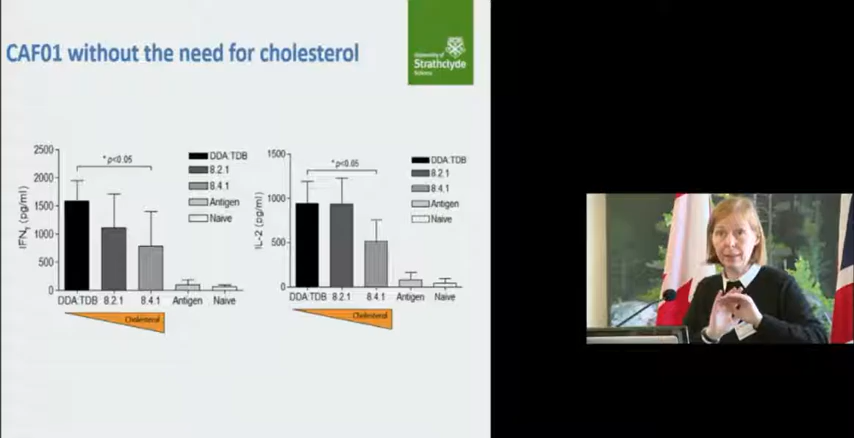 CAF01 without the need for cholesterol
University of
Strathclyde
Science
IFNγ (pg/ml)
2500
2000
1500
1000
500
0
* p<0.05
DDA:TDB
8.2.1
8.4.1
Antigen
Naive
DDA:TDB
8.2.1
8.4.1
Antigen
Naive
Cholesterol
IL-2 (pg/ml)
1500
1000
500
0
* p<0.05
DDA:TDB
8.2.1
8.4.1
Antigen
Naive
DDA:TDB
8.2.1
8.4.1
Antigen
Naive
Cholesterol